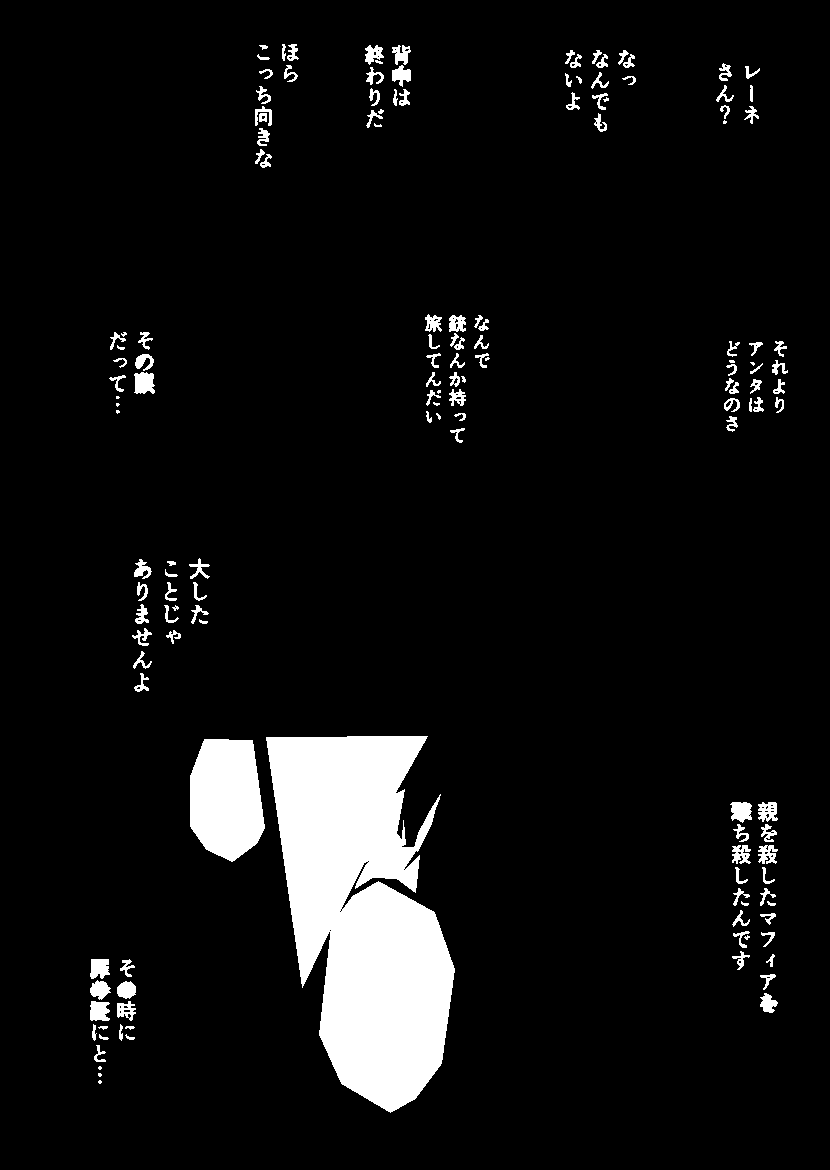 レーネ
さん？
なっ
なんでも
ないよ
背中は
終わりだ
ほら
こっち向きな
それより
アンタは
どうなのさ
なんで
銃なんか持って
旅してんだい
その
だって…
大した
ことじゃ
ありませんよ
親を殺したマフィアを
撃ち殺したんです
その時に
にと…